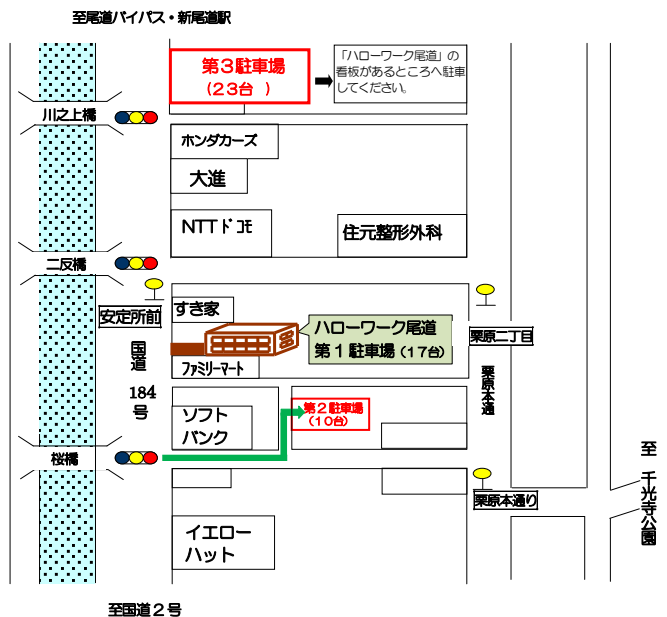 至尾道バイパス・新尾道駅
第３駐車場
（２３台　）
「ハローワーク尾道」の
看板があるところへ駐車
してください。
川之上橋
ホンダカーズ
大進
NTTﾄﾞｺﾓ
住元整形外科
二反橋
安定所前
すき家
ハローワーク尾道
第１駐車場（１７台）
栗原二丁目
国道
184
号
ﾌｧﾐﾘｰﾏｰﾄ
栗原本通
第２駐車場
（１０台）
ソフト
バンク
桜橋
至　千光寺公園
栗原本通り
イエロー
ハット
至国道２号